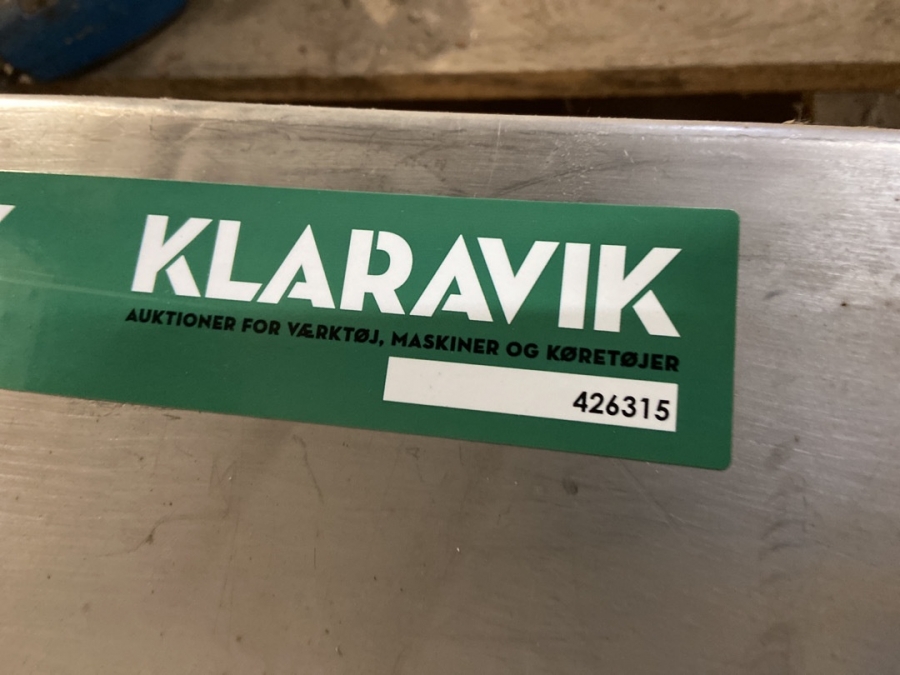 KLARAVIK
AUKTIONER FOR VÆRKTØJ, MASKINER OG KØRETØJER
426315